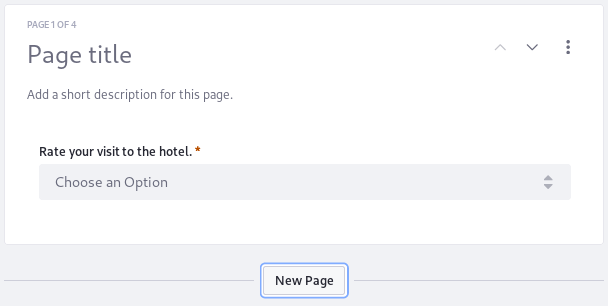 PAGE 1 OF 4
Page title
Add a short description for this page.
Rate your visit to the hotel. *
Choose an Option
New Page